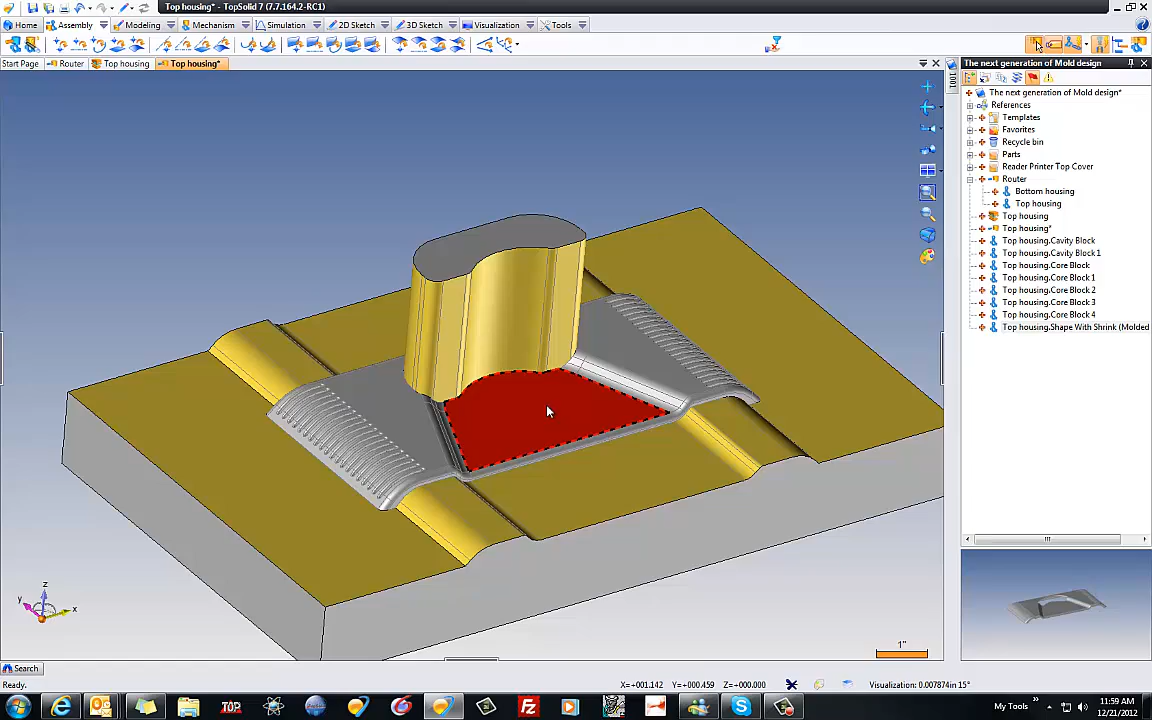 Top housing* - TopSolid 7 (7.7.164.2-RC1)
Home
Assembly
Modeling
Mechanism
Simulation
2D Sketch
3D Sketch
Visualization
Tools
Start Page
Router
Top housing
Top housing*
The next generation of Mold design
1001
The next generation of Mold design*
References
Templates
Favorites
Recycle bin
Parts
Reader Printer Top Cover
Router
Bottom housing
Top housing
Top housing
Top housing*
Top housing.Cavity Block
Top housing.Cavity Block 1
Top housing.Core Block
Top housing.Core Block 1
Top housing.Core Block 2
Top housing.Core Block 3
Top housing.Core Block 4
Top housing.Shape With Shrink (Molded
z
y
x
1"
Search
Ready.
X=+001.142 Y=+000.459 Z=+000.000
Visualization: 0.007874in 15°
TOP
My Tools
11:59 AM
12/21/2012